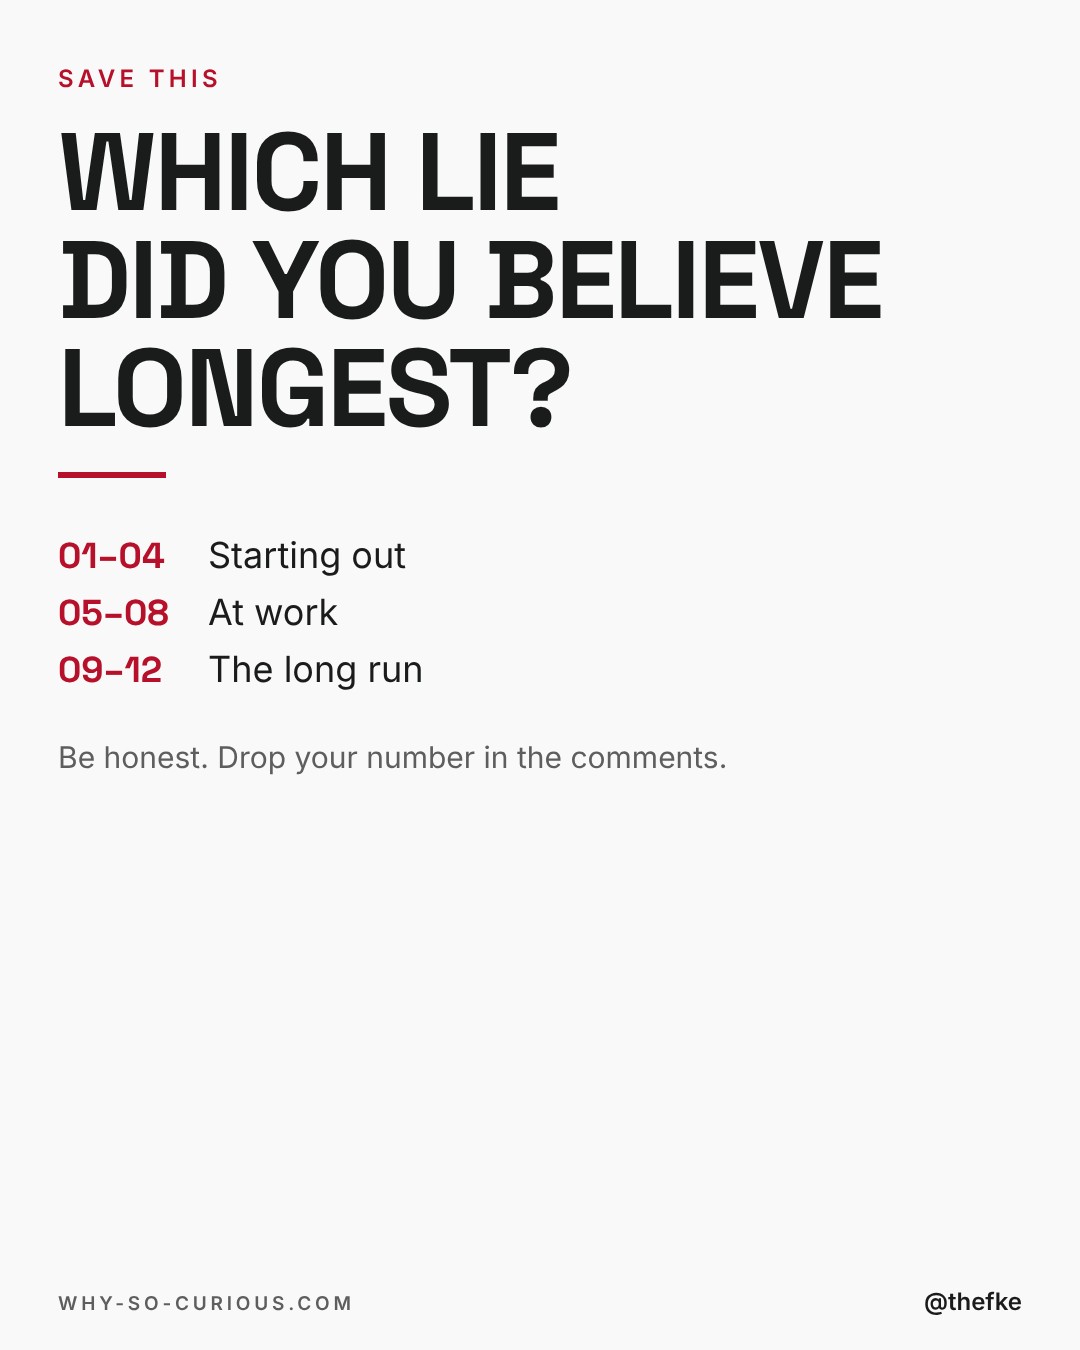 SAVE THIS
WHICH LIE
DID YOU BELIEVE
LONGEST?
01–04 Starting out
05–08 At work
09–12 The long run
Be honest. Drop your number in the comments.
WHY-SO-CURIOUS.COM
@thefke